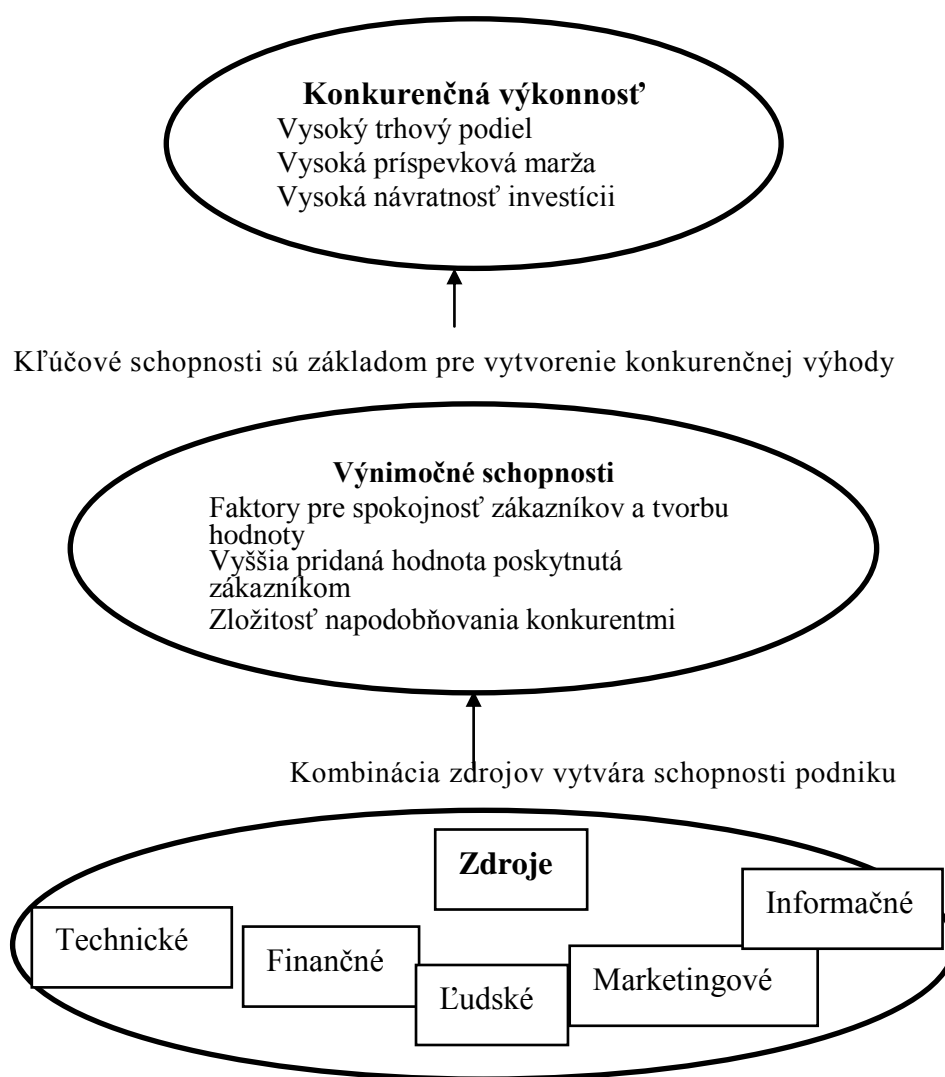 Konkurenčná výkonnosť
Vysoký trhový podiel
Vysoká príspevková marža
Vysoká návratnosť investícii
Kľúčové schopnosti sú základom pre vytvorenie konkurenčnej výhody
Výnimočné schopnosti
Faktory pre spokojnosť zákazníkov a tvorbu
hodnoty
Vyššia pridaná hodnota poskytnutá
zákazníkom
Zložitosť napodobňovania konkurentmi
Kombinácia zdrojov vytvára schopnosti podniku
Zdroje
Technické
Finančné
Ľudské
Marketingové
Informačné